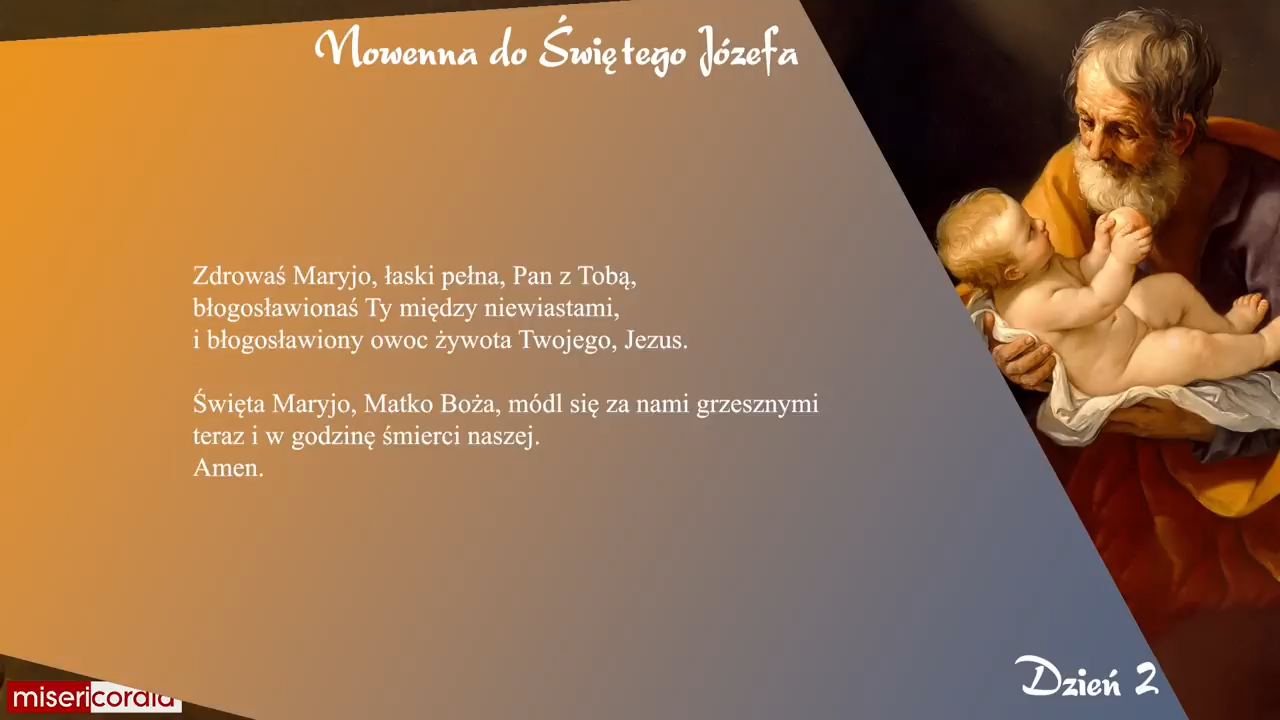 Nowenna do Świętego Józefa
Zdrowaś Maryjo, łaski pełna, Pan z Tobą,
błogosławionaś Ty między niewiastami,
i błogosławiony owoc żywota Twojego, Jezus.
Święta Maryjo, Matko Boża, módl się za nami grzesznymi
teraz i w godzinę śmierci naszej.
Amen.
Dzień 2
misericordia